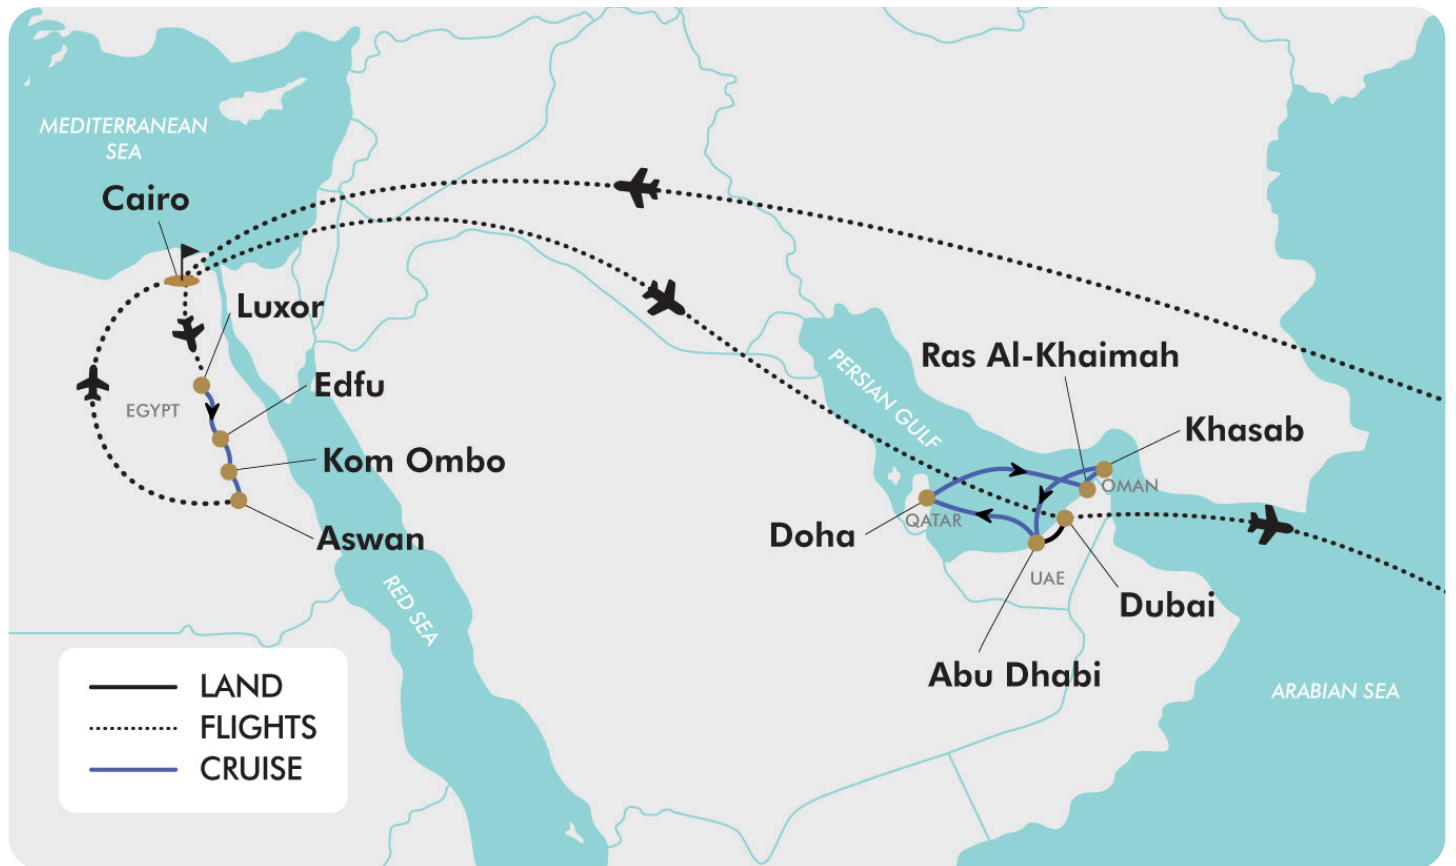 MEDITERRANEAN
SEA
Cairo
Luxor
Edfu
EGYPT
Kom Ombo
Aswan
RED SEA
PERSIAN GULF
Ras Al-Khaimah
Khasab
OMAN
Doha
QATAR
UAE
Dubai
Abu Dhabi
ARABIAN SEA
LAND
FLIGHTS
CRUISE